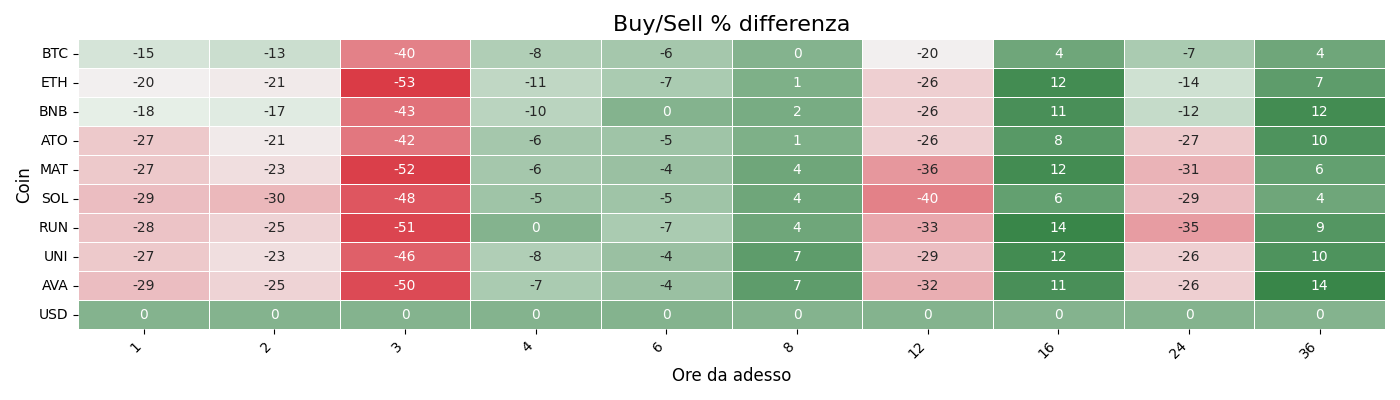 Buy/Sell % differenza
Coin
BTC -15 -13 -40 -8 -6 0 -20 4 -7 4
ETH -20 -21 -53 -11 -7 1 -26 12 -14 7
BNB -18 -17 -43 -10 0 2 -26 11 -12 12
ATO -27 -21 -42 -6 -5 1 -26 8 -27 10
MAT -27 -23 -52 -6 -4 4 -36 12 -31 6
SOL -29 -30 -48 -5 -5 4 -40 6 -29 4
RUN -28 -25 -51 0 -7 4 -33 14 -35 9
UNI -27 -23 -46 -8 -4 7 -29 12 -26 10
AVA -29 -25 -50 -7 -4 7 -32 11 -26 14
USD 0 0 0 0 0 0 0 0 0 0
1 2 3 4 6 8 12 16 24 36
Ore da adesso